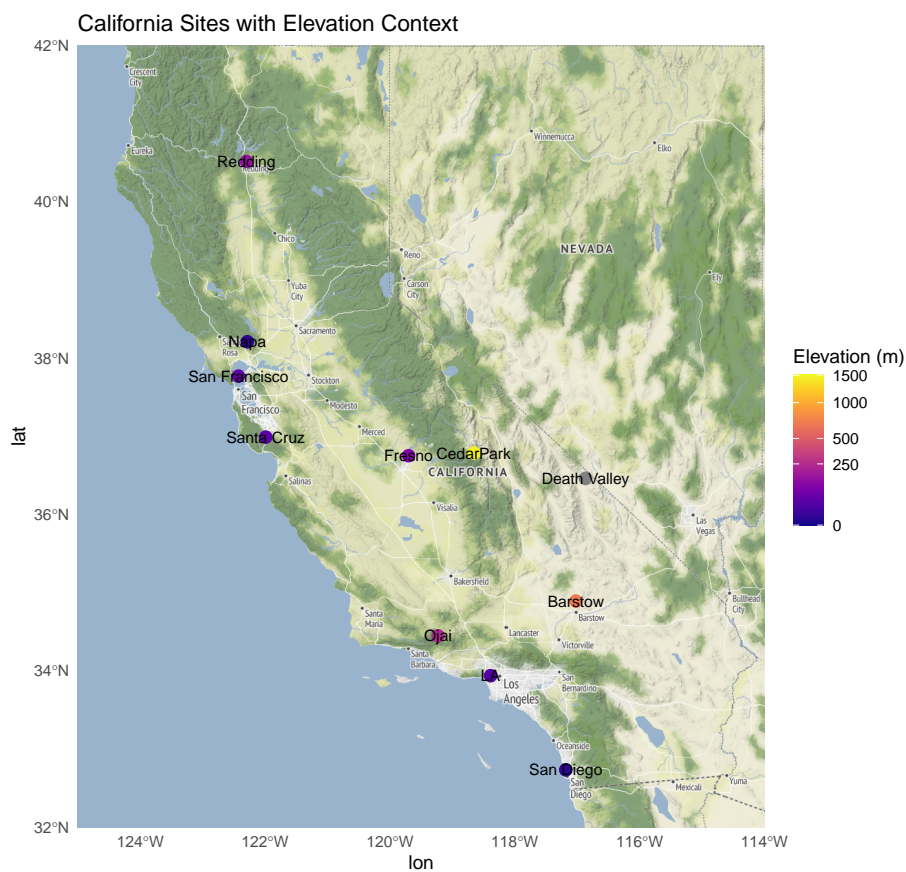 California Sites with Elevation Context
42°N
40°N
38°N
36°N
34°N
32°N
lat
Crescent
City
Eureka
Redding
Redding
Winnemucca
Elko
Chico
Reno
NEVADA
Carson
City
Yuba
City
Ely
Sacramento
Napa
Rosa
San Francisco
Stockton
San
Francisco
Modesto
Santa Cruz
Merced
Fresno
CedarPark
CALIFORNIA
Death Valley
Salinas
Visalia
Las
Vegas
Bakersfield
Barstow
Barstow
Bullhead
City
Santa
Maria
Ojai
Lancaster
Victorville
Santa
Barbara
LA
Los
Angeles
San
Bernardino
Oceanside
San Diego
San
Diego
Mexicali
Yuma
124°W
122°W
120°W
118°W
116°W
114°W
lon
Elevation (m)
1500
1000
500
250
0